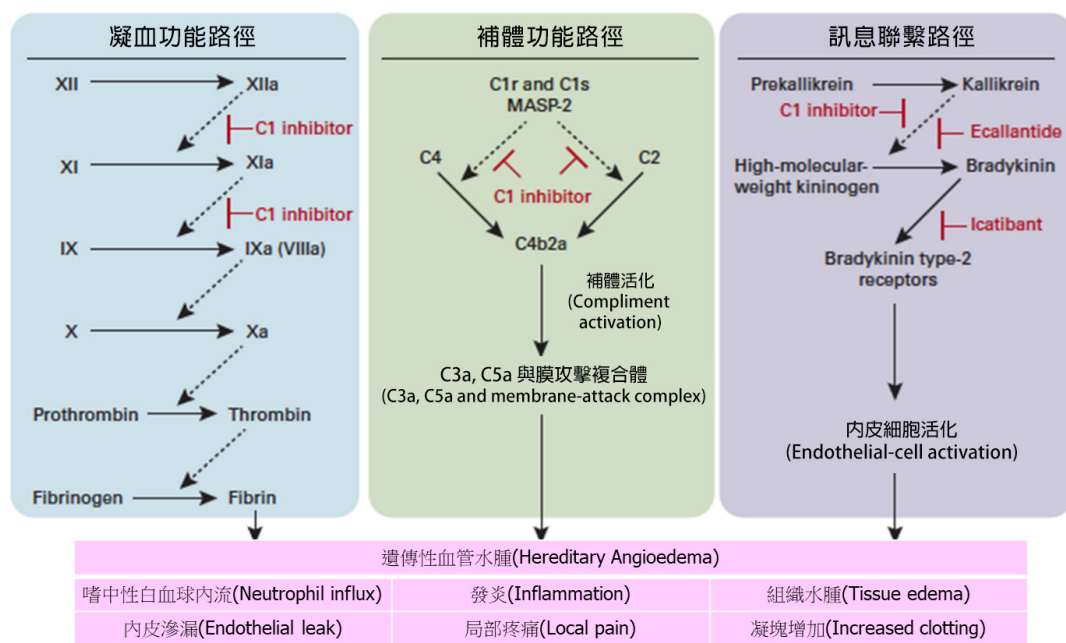 凝血功能路徑
XII
XIIa
C1 inhibitor
XI
XIa
C1 inhibitor
IX
IXa (VIIIa)
X
Xa
Prothrombin
Thrombin
Fibrinogen
Fibrin
補體功能路徑
C1r and C1s
MASP-2
C4
C2
C1 inhibitor
C4b2a
補體活化
(Compliment
activation)
C3a, C5a 與膜攻擊複合體
(C3a, C5a and membrane-attack complex)
訊息聯繫路徑
Prekallikrein
Kallikrein
C1 inhibitor
Ecallantide
High-molecular-
weight kininogen
Bradykinin
Icatibant
Bradykinin type-2
receptors
內皮細胞活化
(Endothelial-cell activation)
遺傳性血管水腫(Hereditary Angioedema)
嗜中性白血球內流(Neutrophil influx)
發炎(Inflammation)
組織水腫(Tissue edema)
內皮滲漏(Endothelial leak)
局部疼痛(Local pain)
凝塊增加(Increased clotting)